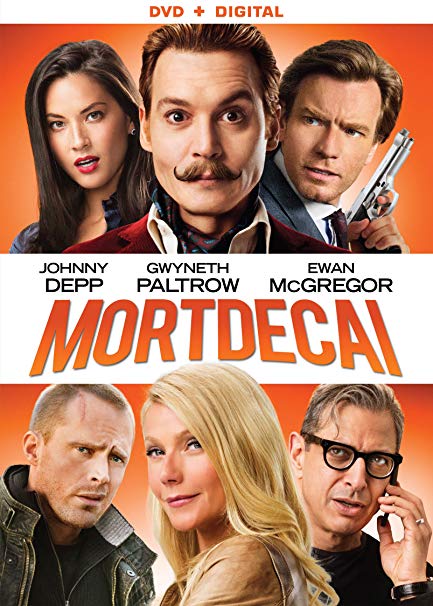 DVD + DIGITAL
JOHNNY DEPP
GWYNETH PALTROW
EWAN McGREGOR
MORTDECAI